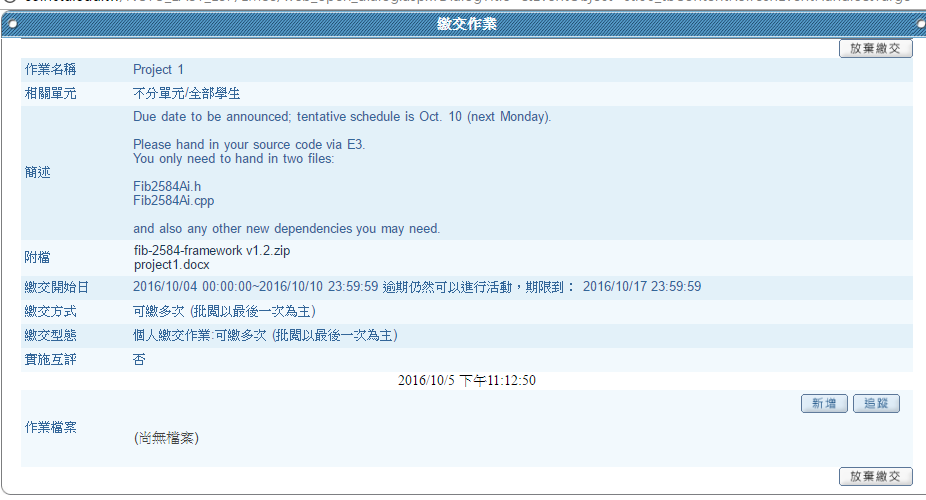 繳交作業
放棄繳交
作業名稱 Project 1
相關單元 不分單元/全部學生
簡述 Due date to be announced; tentative schedule is Oct. 10 (next Monday).
Please hand in your source code via E3.
You only need to hand in two files:
Fib2584Ai.h
Fib2584Ai.cpp
and also any other new dependencies you may need.
附檔 fib-2584-framework v1.2.zip
project1.docx
繳交開始日 2016/10/04 00:00:00~2016/10/10 23:59:59 逾期仍然可以進行活動，期限到： 2016/10/17 23:59:59
繳交方式 可繳多次 (批閱以最後一次為主)
繳交型態 個人繳交作業:可繳多次 (批閱以最後一次為主)
實施互評 否
2016/10/5 下午11:12:50
新增 追蹤
作業檔案 (尚無檔案)
放棄繳交